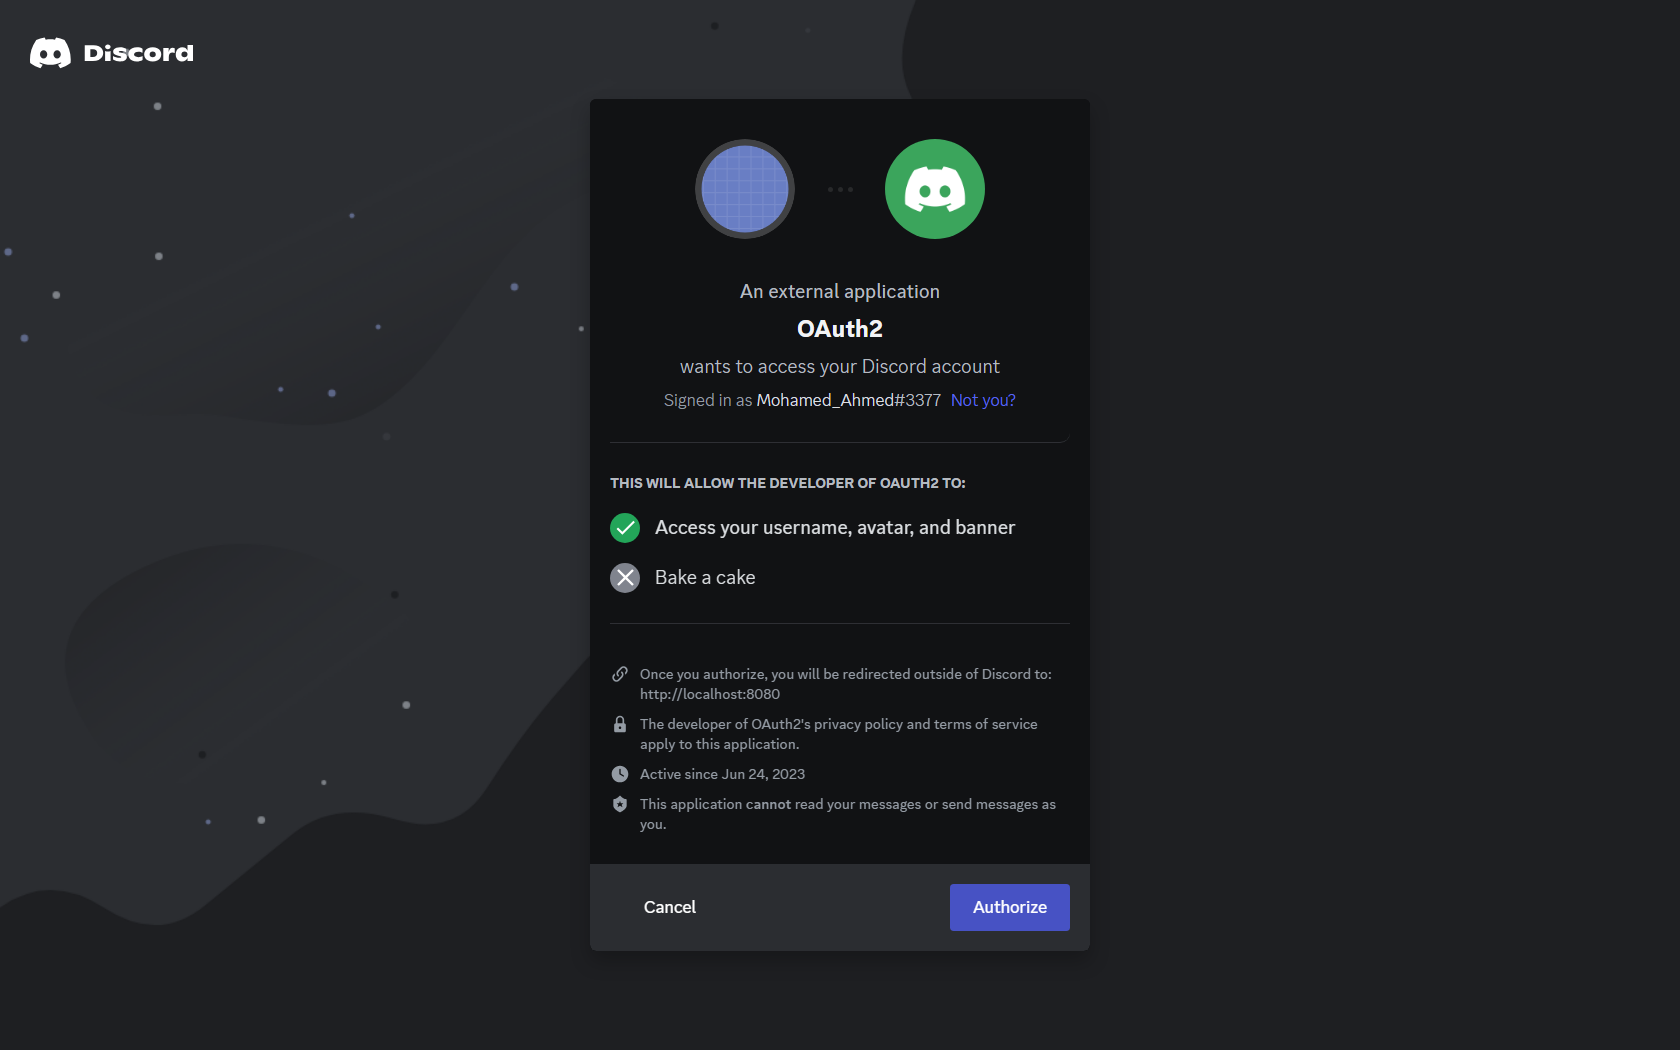 Discord
An external application
OAuth2
wants to access your Discord account
Signed in as Mohamed_Ahmed#3377 Not you?
THIS WILL ALLOW THE DEVELOPER OF OAUTH2 TO:
Access your username, avatar, and banner
Bake a cake
Once you authorize, you will be redirected outside of Discord to:
http://localhost:8080
The developer of OAuth2's privacy policy and terms of service
apply to this application.
Active since Jun 24, 2023
This application cannot read your messages or send messages as
you.
Cancel
Authorize